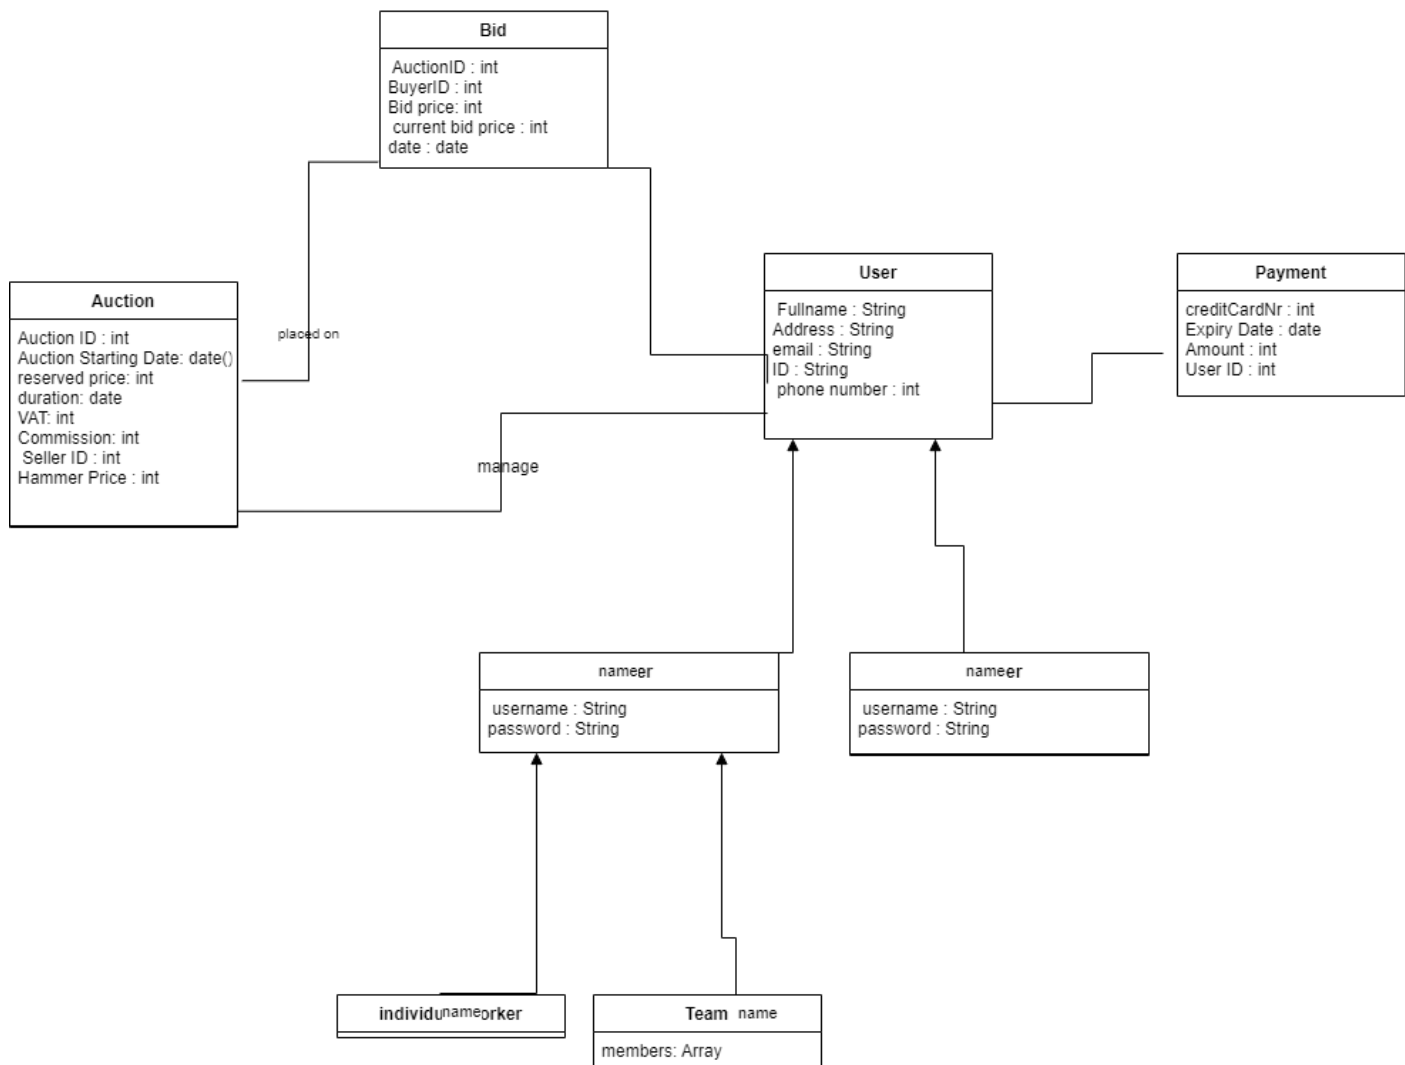 Bid
AuctionID : int
BuyerID : int
Bid price: int
current bid price : int
date : date
Auction
Auction ID : int
Auction Starting Date: date()
reserved price: int
duration: date
VAT: int
Commission: int
Seller ID : int
Hammer Price : int
placed on
manage
User
Fullname : String
Address : String
email : String
ID : String
phone number : int
Payment
creditCardNr : int
Expiry Date : date
Amount : int
User ID : int
name
username : String
password : String
name
username : String
password : String
name
Team name
members: Array